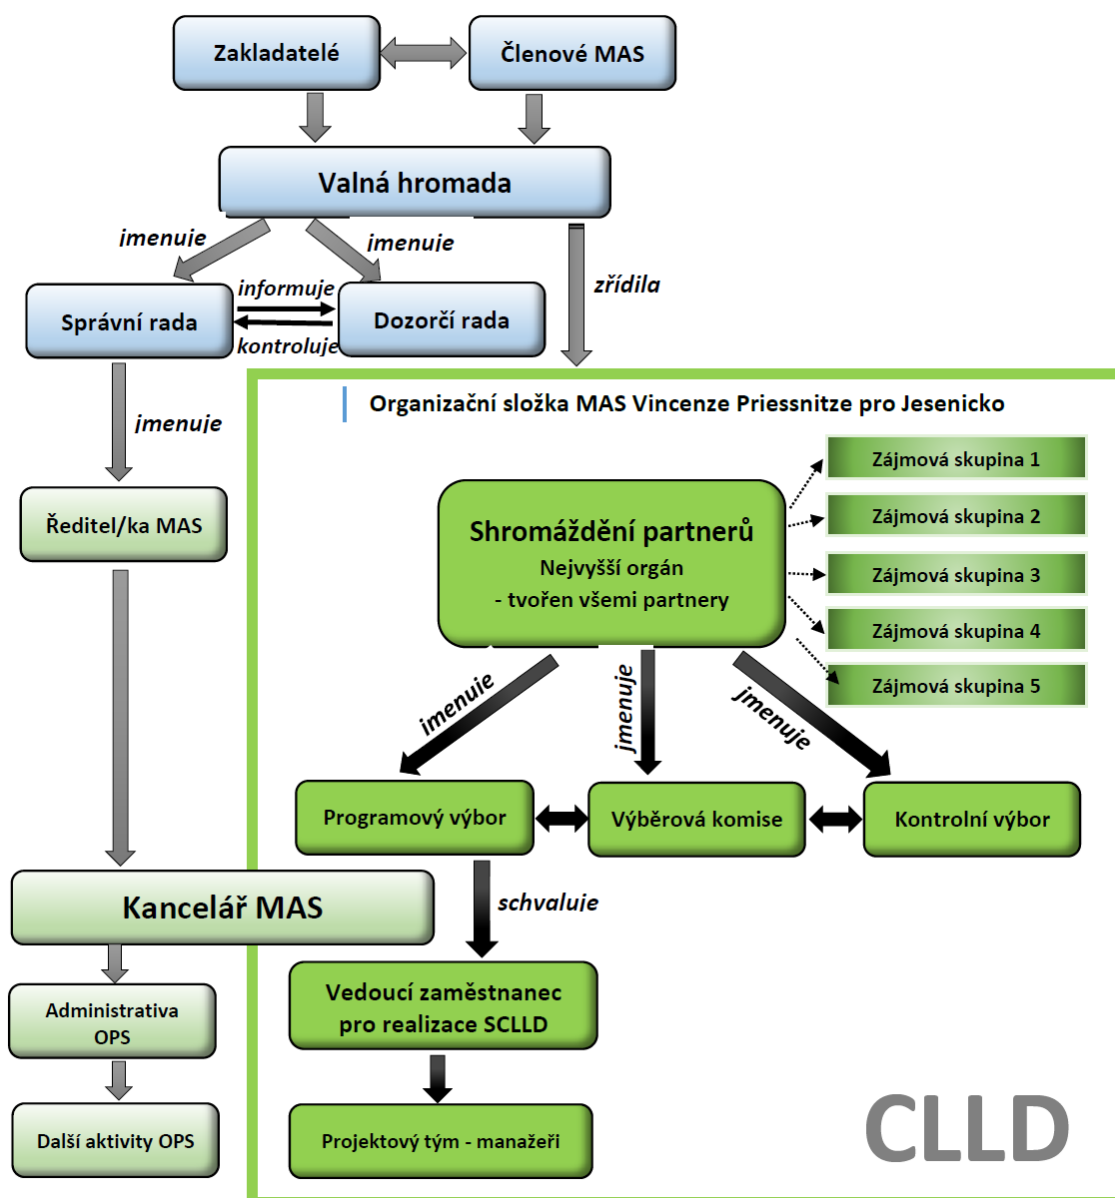 Zakladatelé
Členové MAS
Valná hromada
jmenuje
jmenuje
zřídila
informuje
Správní rada
Dozorčí rada
kontroluje
Organizační složka MAS Vincenze Priessnitze pro Jesenicko
jmenuje
Zájmová skupina 1
Ředitel/ka MAS
Shromáždění partnerů
Nejvyšší orgán
- tvořen všemi partnery
Zájmová skupina 2
Zájmová skupina 3
Zájmová skupina 4
Zájmová skupina 5
jmenuje
jmenuje
jmenuje
Programový výbor
Výběrová komise
Kontrolní výbor
Kancelář MAS
schvaluje
Vedoucí zaměstnanec
pro realizace SCLLD
Administrativa
OPS
Další aktivity OPS
Projektový tým - manažeři
CLLD